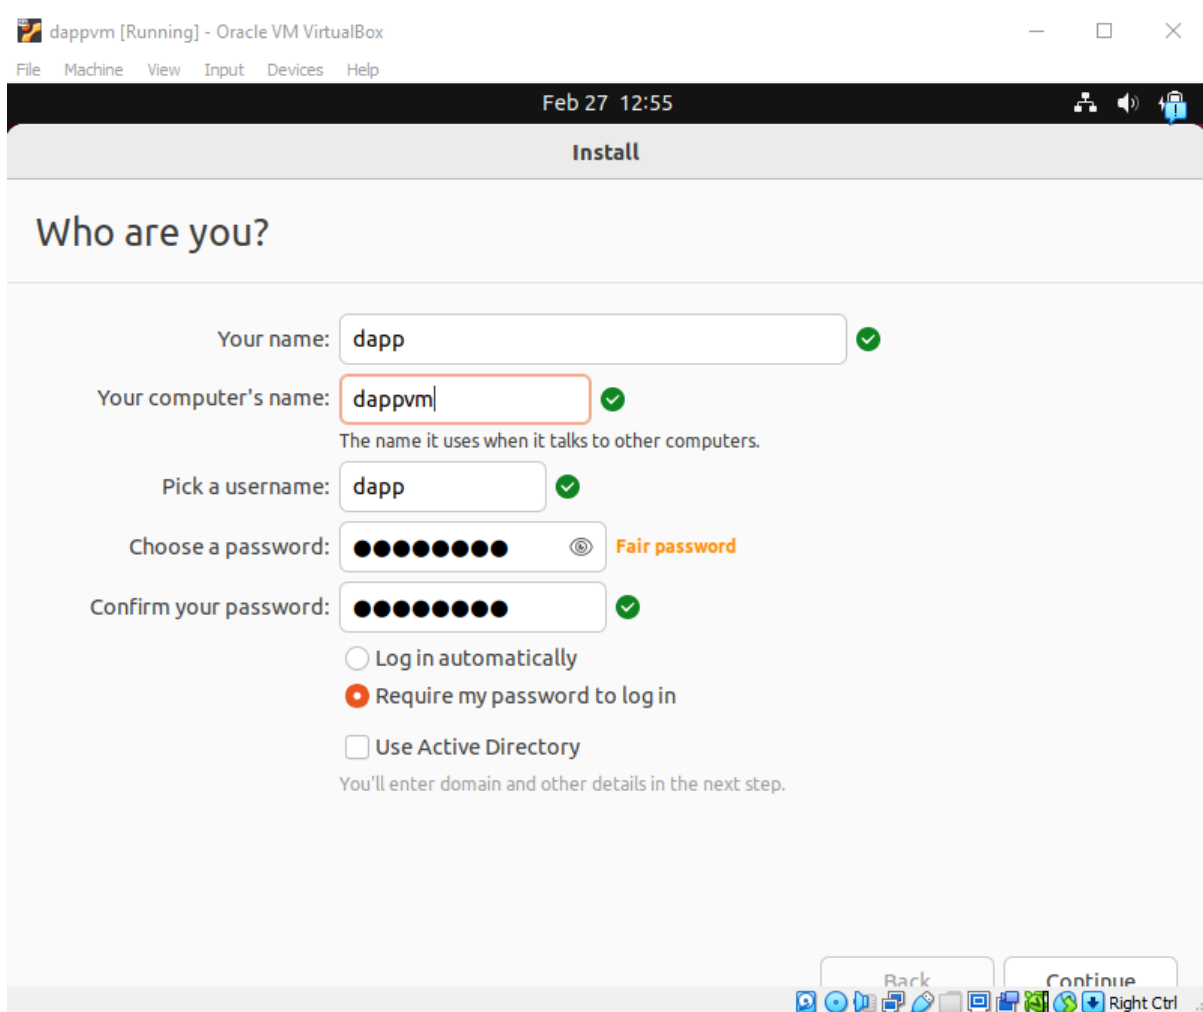 dappvm [Running] - Oracle VM VirtualBox
File Machine View Input Devices Help
Feb 27 12:55
Install
Who are you?
Your name: dapp
Your computer's name: dappvm
The name it uses when it talks to other computers.
Pick a username: dapp
Choose a password: ●●●●●●●● Fair password
Confirm your password: ●●●●●●●●
Log in automatically
Require my password to log in
Use Active Directory
You'll enter domain and other details in the next step.
Back Continue
Right Ctrl